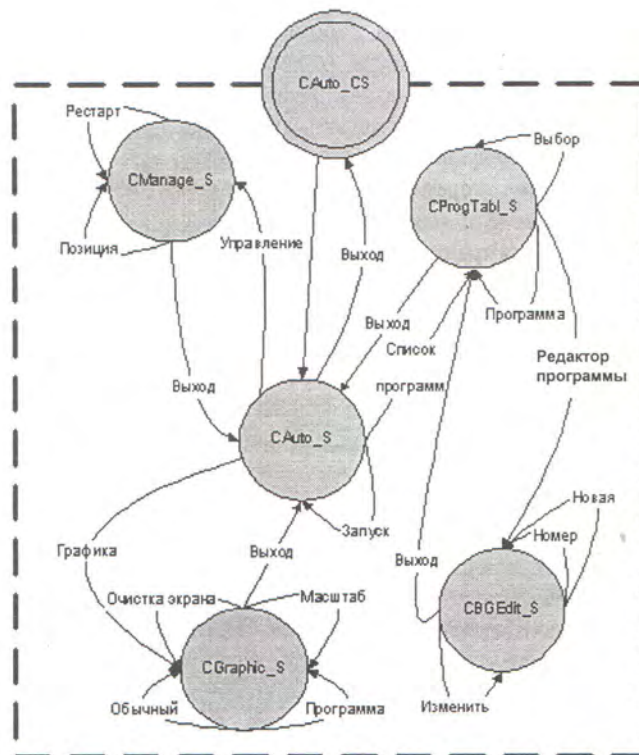 CAuto_CS
Рестарт
Выбор
CManage_S
CProgTabl_S
Позиция
Управление
Выход
Программа
Выход
Список
Редактор
программы
Выход
программ
CAuto_S
Новая
Запуск
Номер
Графика
Выход
Выход
Очистка экрана
Масштаб
CBGEdit_S
CGraphic_S
Обычный
Программа
Изменить